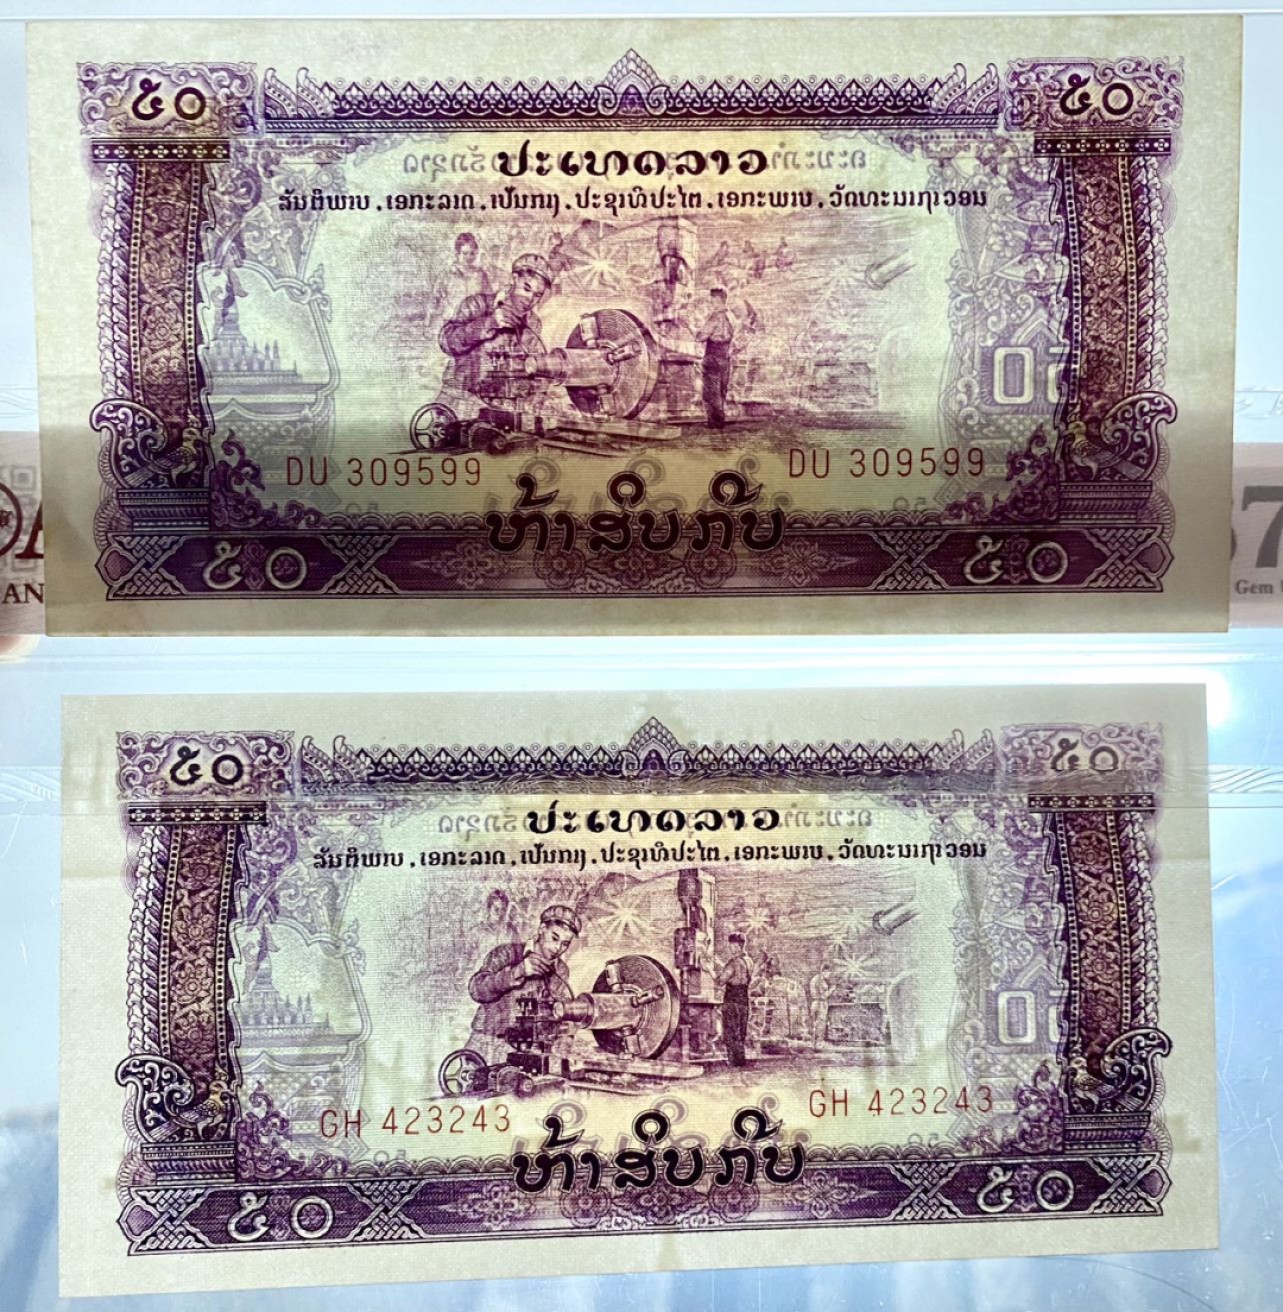 ໕໐ ໕໐
ປະເທດລາວ
ສັນຕິພາບ . ເອກະລາດ . ເປັນກາງ . ປະຊາທິປະໄຕ . ເອກະພາບ . ວັດທະນາຖາວອນ
DU 309599 DU 309599
ຫ້າສິບກີບ
໕໐ ໕໐
AN
7
Gem
໕໐ ໕໐
ປະເທດລາວ
ສັນຕິພາບ . ເອກະລາດ . ເປັນກາງ . ປະຊາທິປະໄຕ . ເອກະພາບ . ວັດທະນາຖາວອນ
GH 423243 GH 423243
ຫ້າສິບກີບ
໕໐ ໕໐